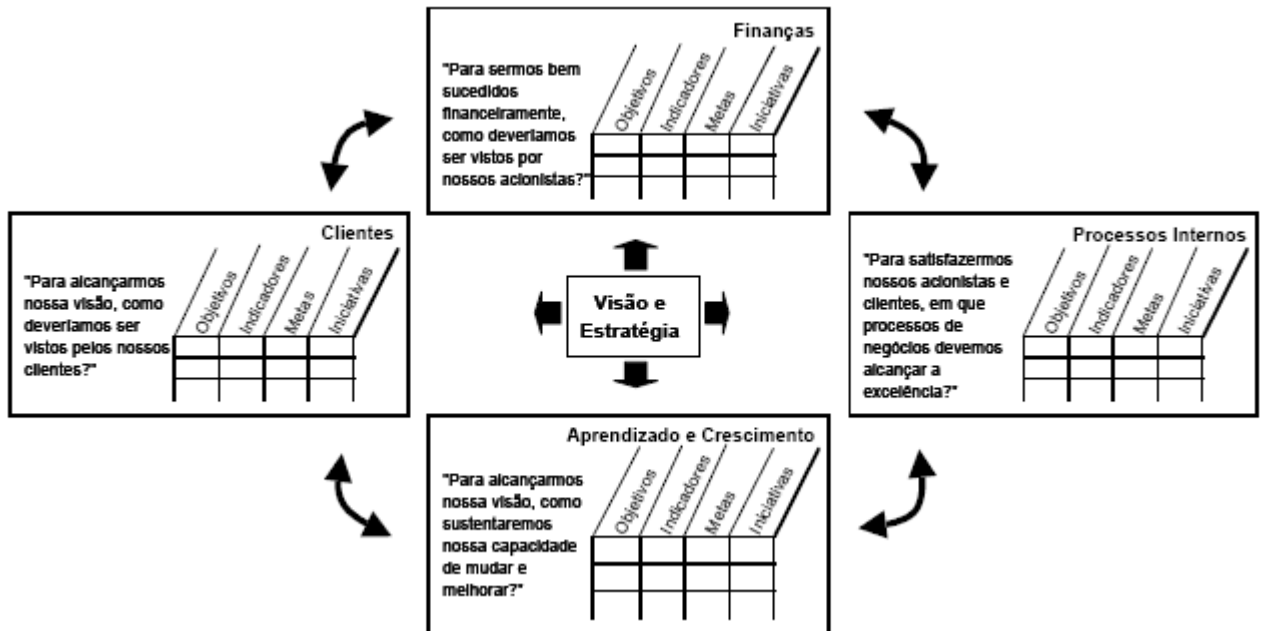 Finanças
"Para sermos bem
sucedidos
financeiramente,
como deveríamos
ser vistos por
nossos acionistas?"
Objetivos
Indicadores
Metas
Iniciativas
Clientes
"Para alcançarmos
nossa visão, como
deveríamos ser
vistos pelos nossos
clientes?"
Objetivos
Indicadores
Metas
Iniciativas
Visão e
Estratégia
Processos Internos
"Para satisfazermos
nossos acionistas e
clientes, em que
processos de
negócios devemos
alcançar a
excelência?"
Objetivos
Indicadores
Metas
Iniciativas
Aprendizado e Crescimento
"Para alcançarmos
nossa visão, como
sustentaremos
nossa capacidade
de mudar e
melhorar?"
Objetivos
Indicadores
Metas
Iniciativas